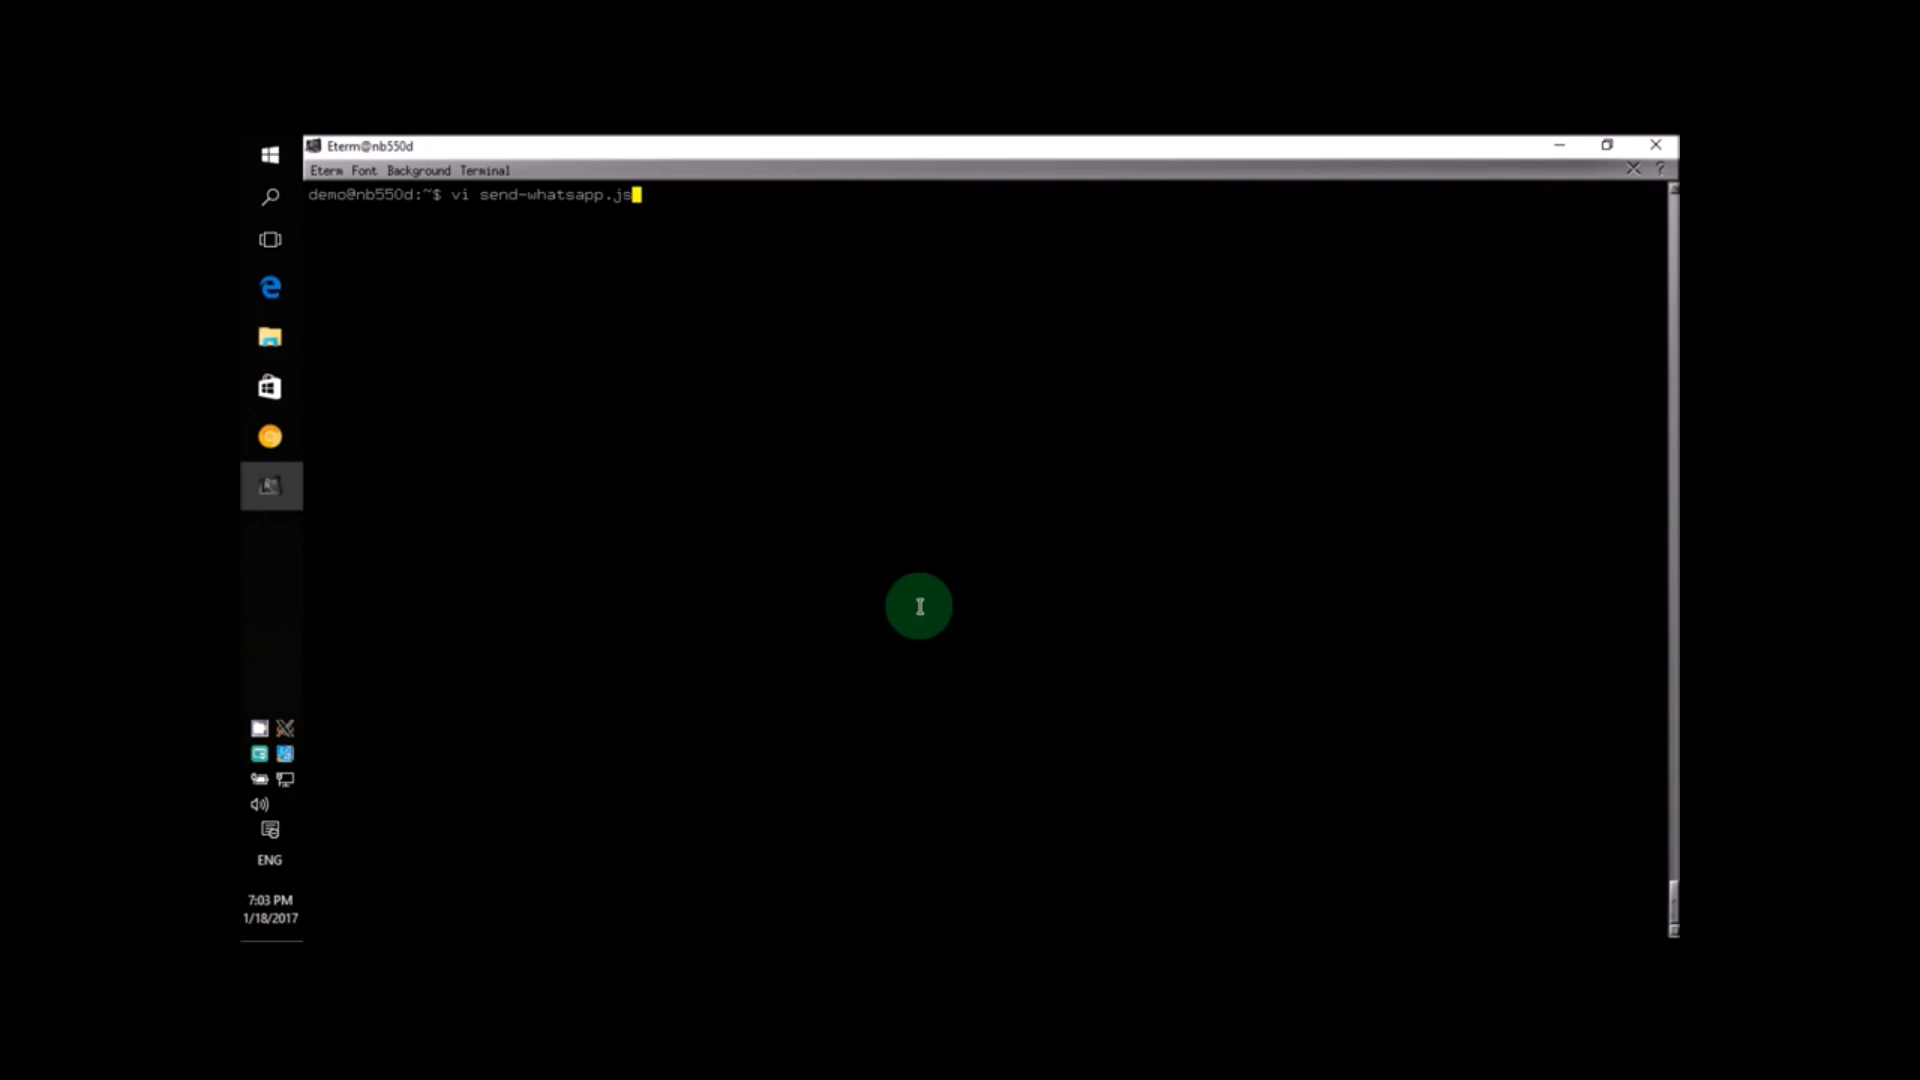 Eterm@nb550d
Eterm Font Background Terminal
demo@nb550d:~$ vi send-whatsapp.js
ENG
7:03 PM
1/18/2017